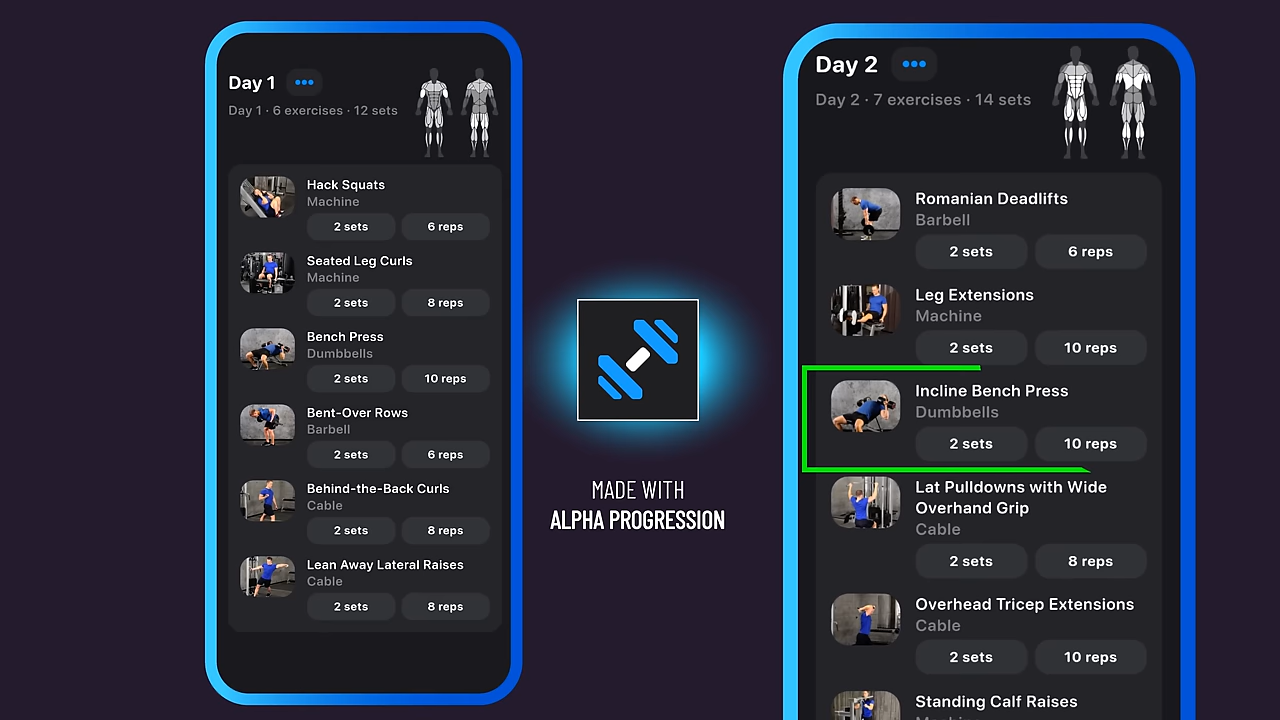 Day 1
Day 1 · 6 exercises · 12 sets
Hack Squats
Machine
2 sets
6 reps
Seated Leg Curls
Machine
2 sets
8 reps
Bench Press
Dumbbells
2 sets
10 reps
Bent-Over Rows
Barbell
2 sets
6 reps
Behind-the-Back Curls
Cable
2 sets
8 reps
Lean Away Lateral Raises
Cable
2 sets
8 reps
MADE WITH
ALPHA PROGRESSION
Day 2
Day 2 · 7 exercises · 14 sets
Romanian Deadlifts
Barbell
2 sets
6 reps
Leg Extensions
Machine
2 sets
10 reps
Incline Bench Press
Dumbbells
2 sets
10 reps
Lat Pulldowns with Wide
Overhand Grip
Cable
2 sets
8 reps
Overhead Tricep Extensions
Cable
2 sets
10 reps
Standing Calf Raises